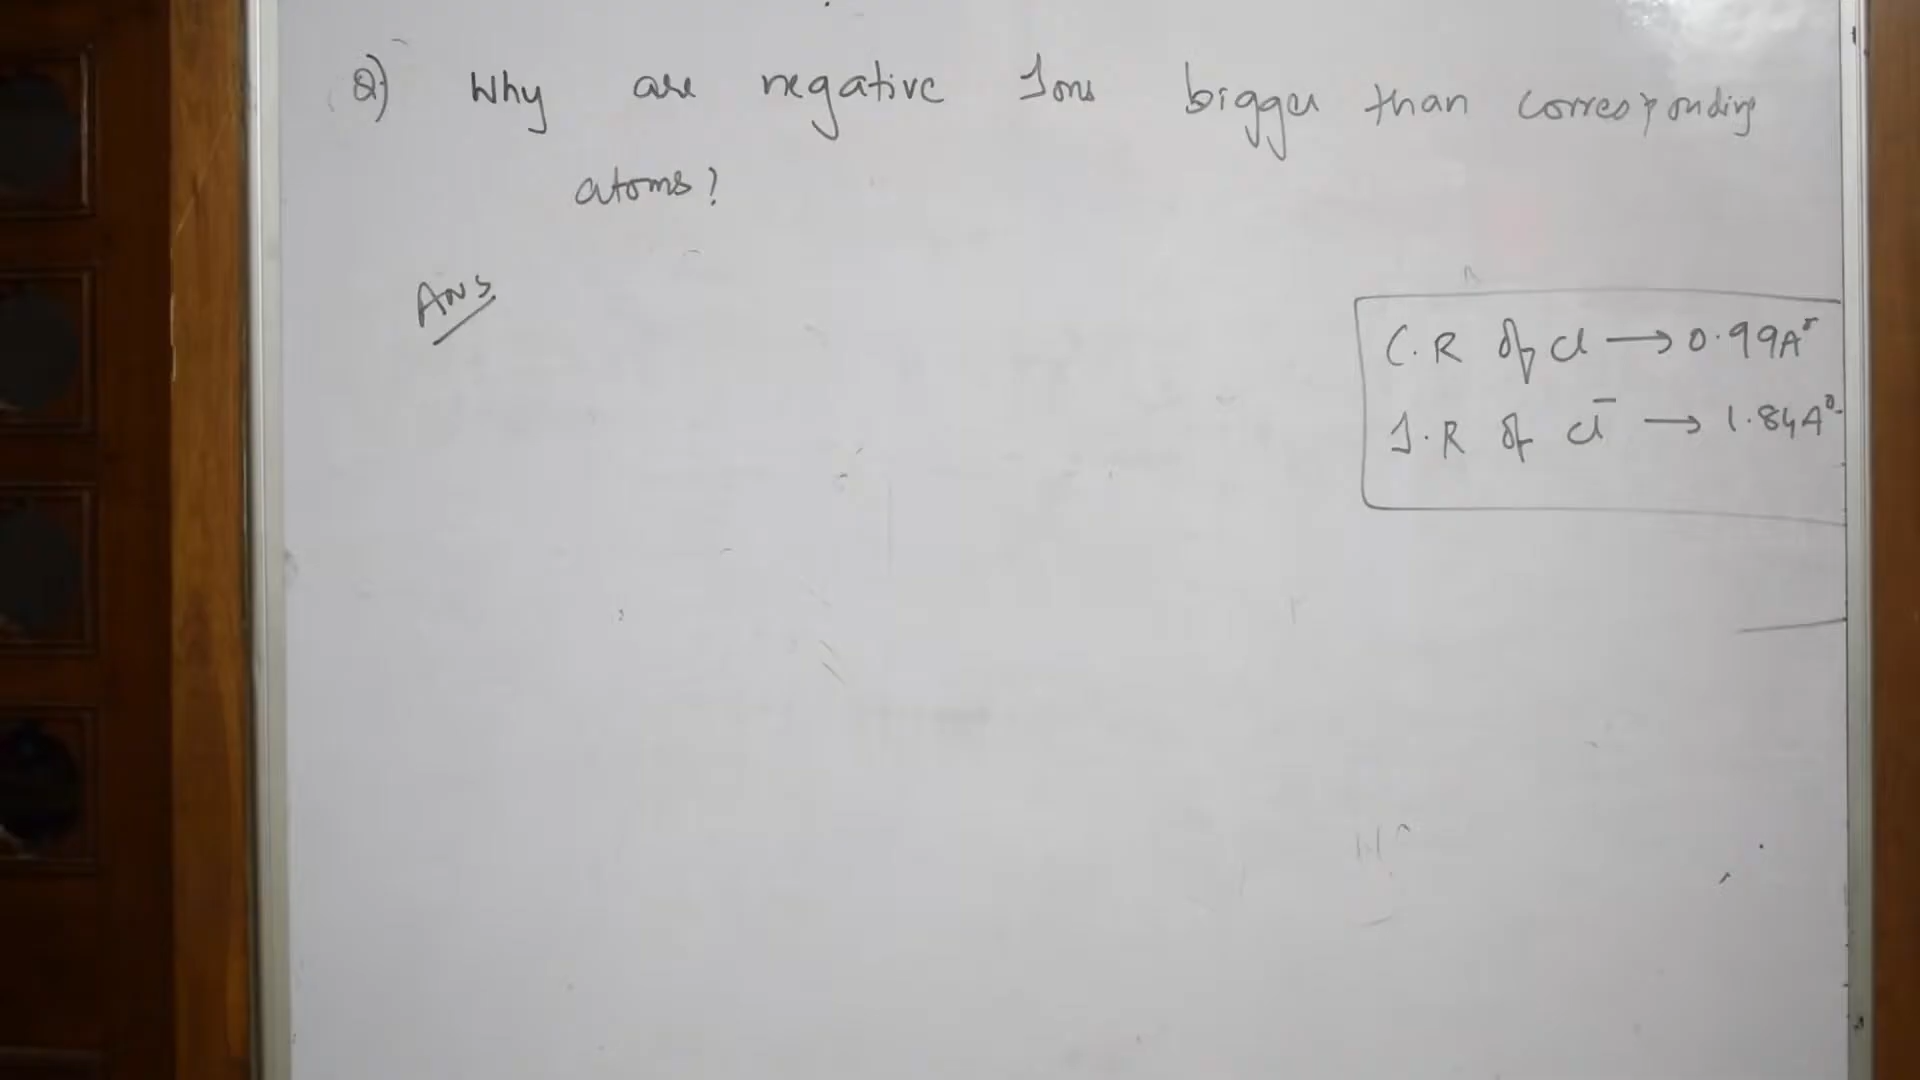 Q) Why are negative Ions bigger than corresponding
atoms?
Ans
C.R of Cl → 0.99A°
I.R of Cl⁻ → 1.84A°